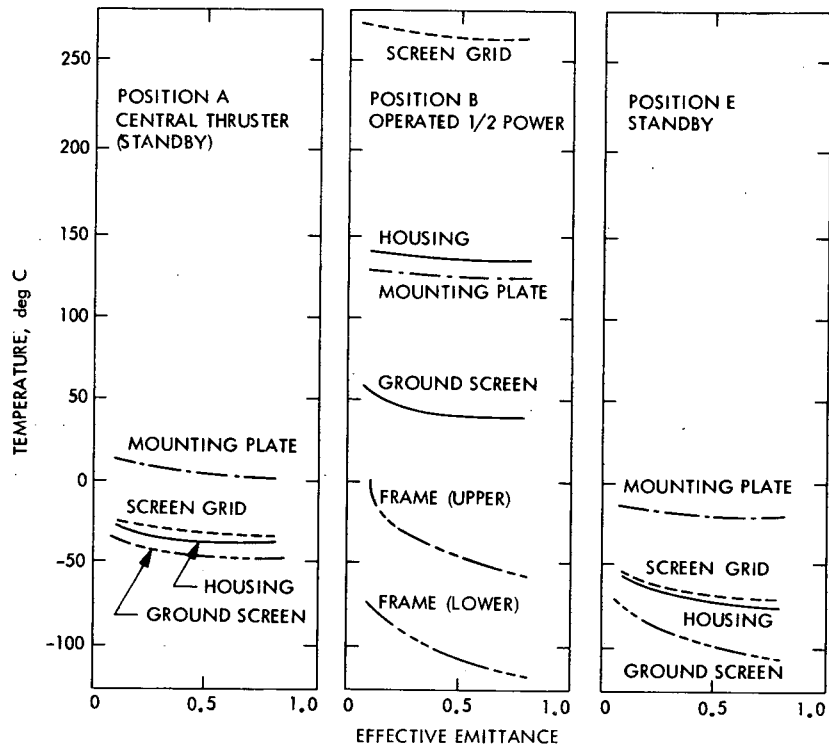 TEMPERATURE, deg C
250
200
150
100
50
0
-50
-100
POSITION A
CENTRAL THRUSTER
(STANDBY)
MOUNTING PLATE
SCREEN GRID
HOUSING
GROUND SCREEN
0
0.5
1.0
SCREEN GRID
POSITION B
OPERATED 1/2 POWER
HOUSING
MOUNTING PLATE
GROUND SCREEN
FRAME (UPPER)
FRAME (LOWER)
0
0.5
1.0
POSITION E
STANDBY
MOUNTING PLATE
SCREEN GRID
HOUSING
GROUND SCREEN
0
0.5
1.0
EFFECTIVE EMITTANCE